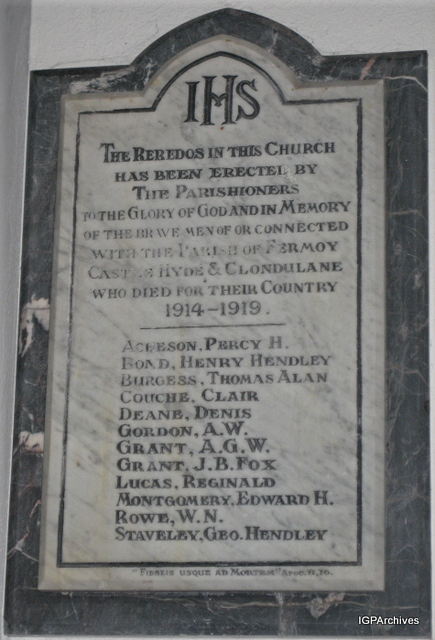 IHS
THE REREDOS IN THIS CHURCH
HAS BEEN ERECTED BY
THE PARISHIONERS
TO THE GLORY OF GOD AND IN MEMORY
OF THE BRAVE MEN OF OR CONNECTED
WITH THE PARISH OF FERMOY
CASTLE HYDE & CLONDULANE
WHO DIED FOR THEIR COUNTRY
1914-1919.
PERCY H.
BOND, HENRY HENDLEY
BURGESS, THOMAS ALAN
COUCHE, CLAIR
DEANE, DENIS
GORDON, A.W.
GRANT, A.G.W.
GRANT, J.B. FOX
LUCAS, REGINALD
MONTGOMERY, EDWARD H.
ROWE, W.N.
STAVELEY, GEO. HENDLEY
"FIDELIS USQUE AD MORTEM" APOC. II, 10.
IGPArchives